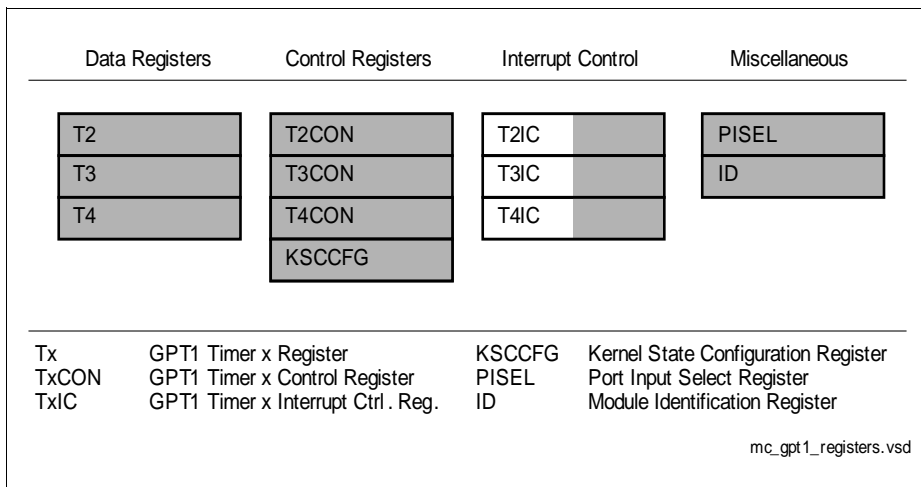 Data Registers Control Registers Interrupt Control Miscellaneous
T2 T2CON T2IC PISEL
T3 T3CON T3IC ID
T4 T4CON T4IC
KSCCFG
Tx GPT1 Timer x Register KSCCFG Kernel State Configuration Register
TxCON GPT1 Timer x Control Register PISEL Port Input Select Register
TxIC GPT1 Timer x Interrupt Ctrl. Reg. ID Module Identification Register
mc_gpt1_registers.vsd